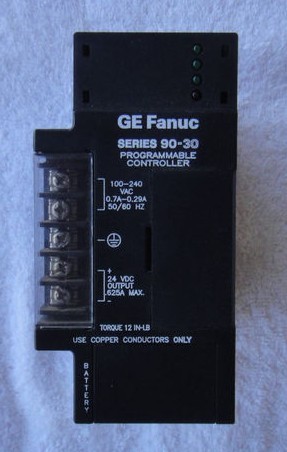 GE Fanuc
SERIES 90-30
PROGRAMMABLE
CONTROLLER
100-240
VAC
0.7A-0.29A
50/60 HZ
+
24 VDC
OUTPUT
.625A MAX.
-
TORQUE 12 IN-LB
USE COPPER CONDUCTORS ONLY
BATTERY